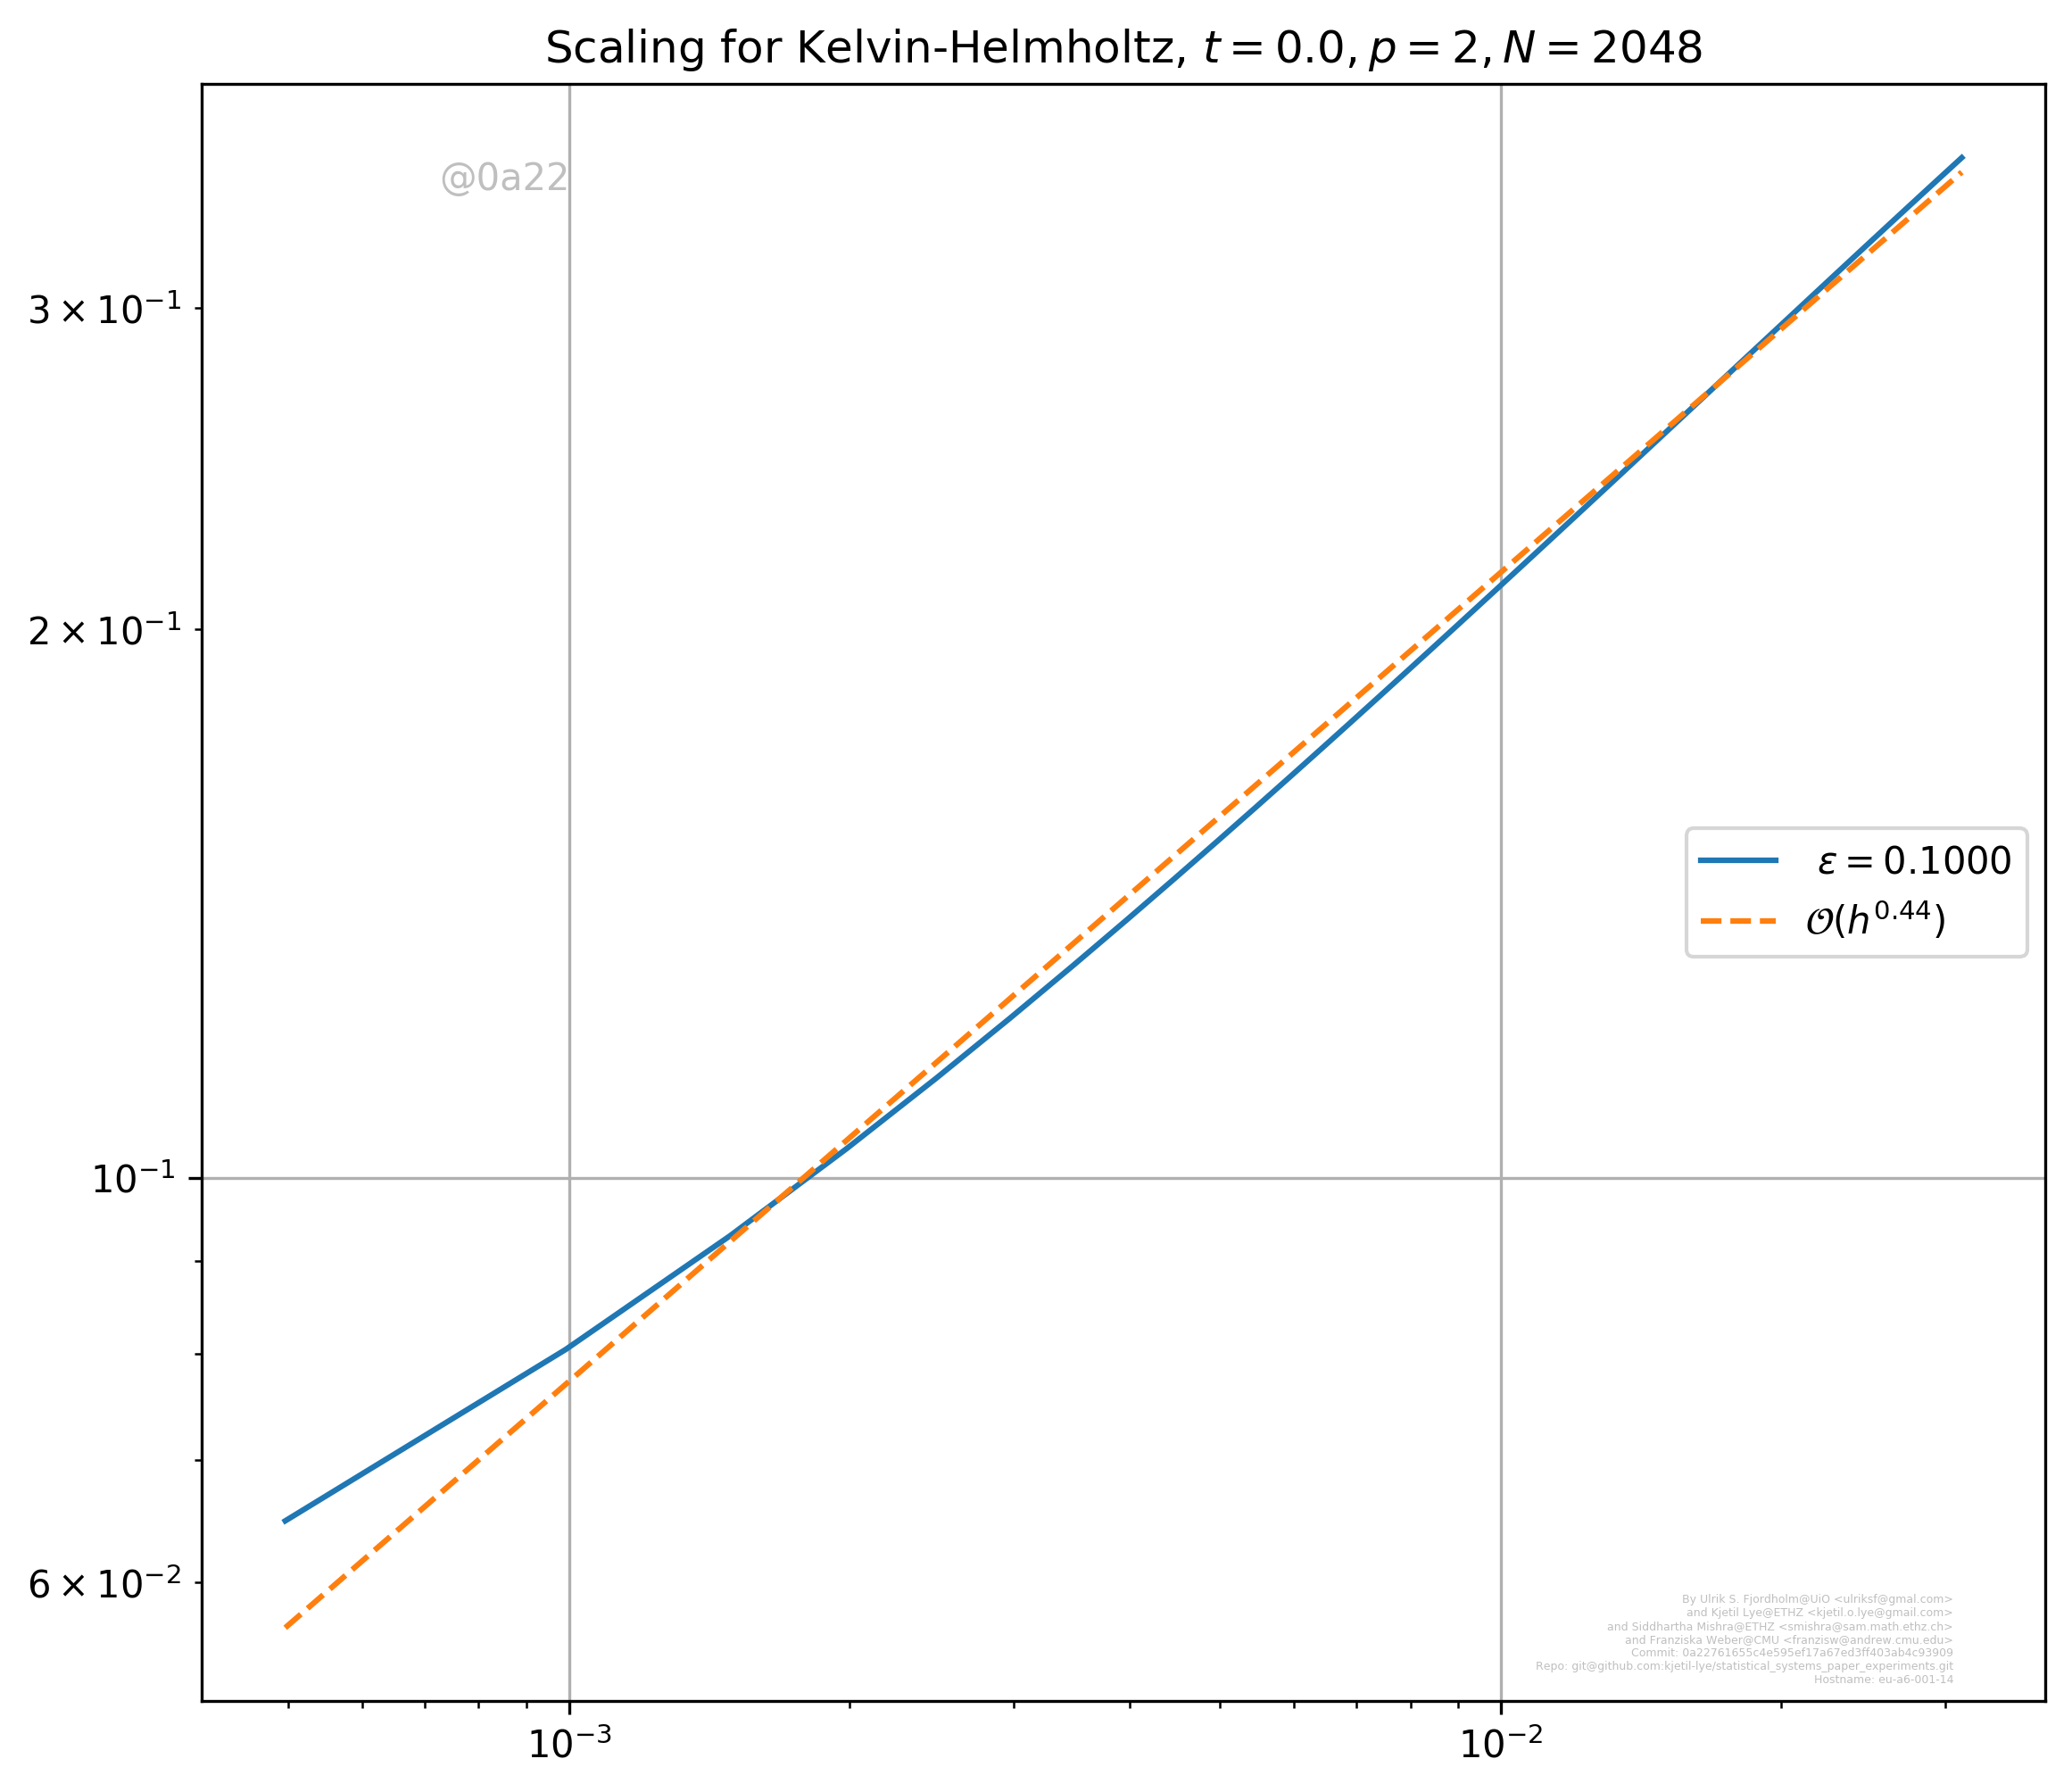 Scaling for Kelvin-Helmholtz, t = 0.0, p = 2, N = 2048
@0a22
3 × 10⁻¹
2 × 10⁻¹
10⁻¹
6 × 10⁻²
ε = 0.1000
𝒪(h⁰·⁴⁴)
By Ulrik S. Fjordholm@UiO <ulriksf@gmal.com>
and Kjetil Lye@ETHZ <kjetil.o.lye@gmail.com>
and Siddhartha Mishra@ETHZ <smishra@sam.math.ethz.ch>
and Franziska Weber@CMU <franzisw@andrew.cmu.edu>
Commit: 0a22761655c4e595ef17a67ed3ff403ab4c93909
Repo: git@github.com:kjetil-lye/statistical_systems_paper_experiments.git
Hostname: eu-a6-001-14
10⁻³
10⁻²